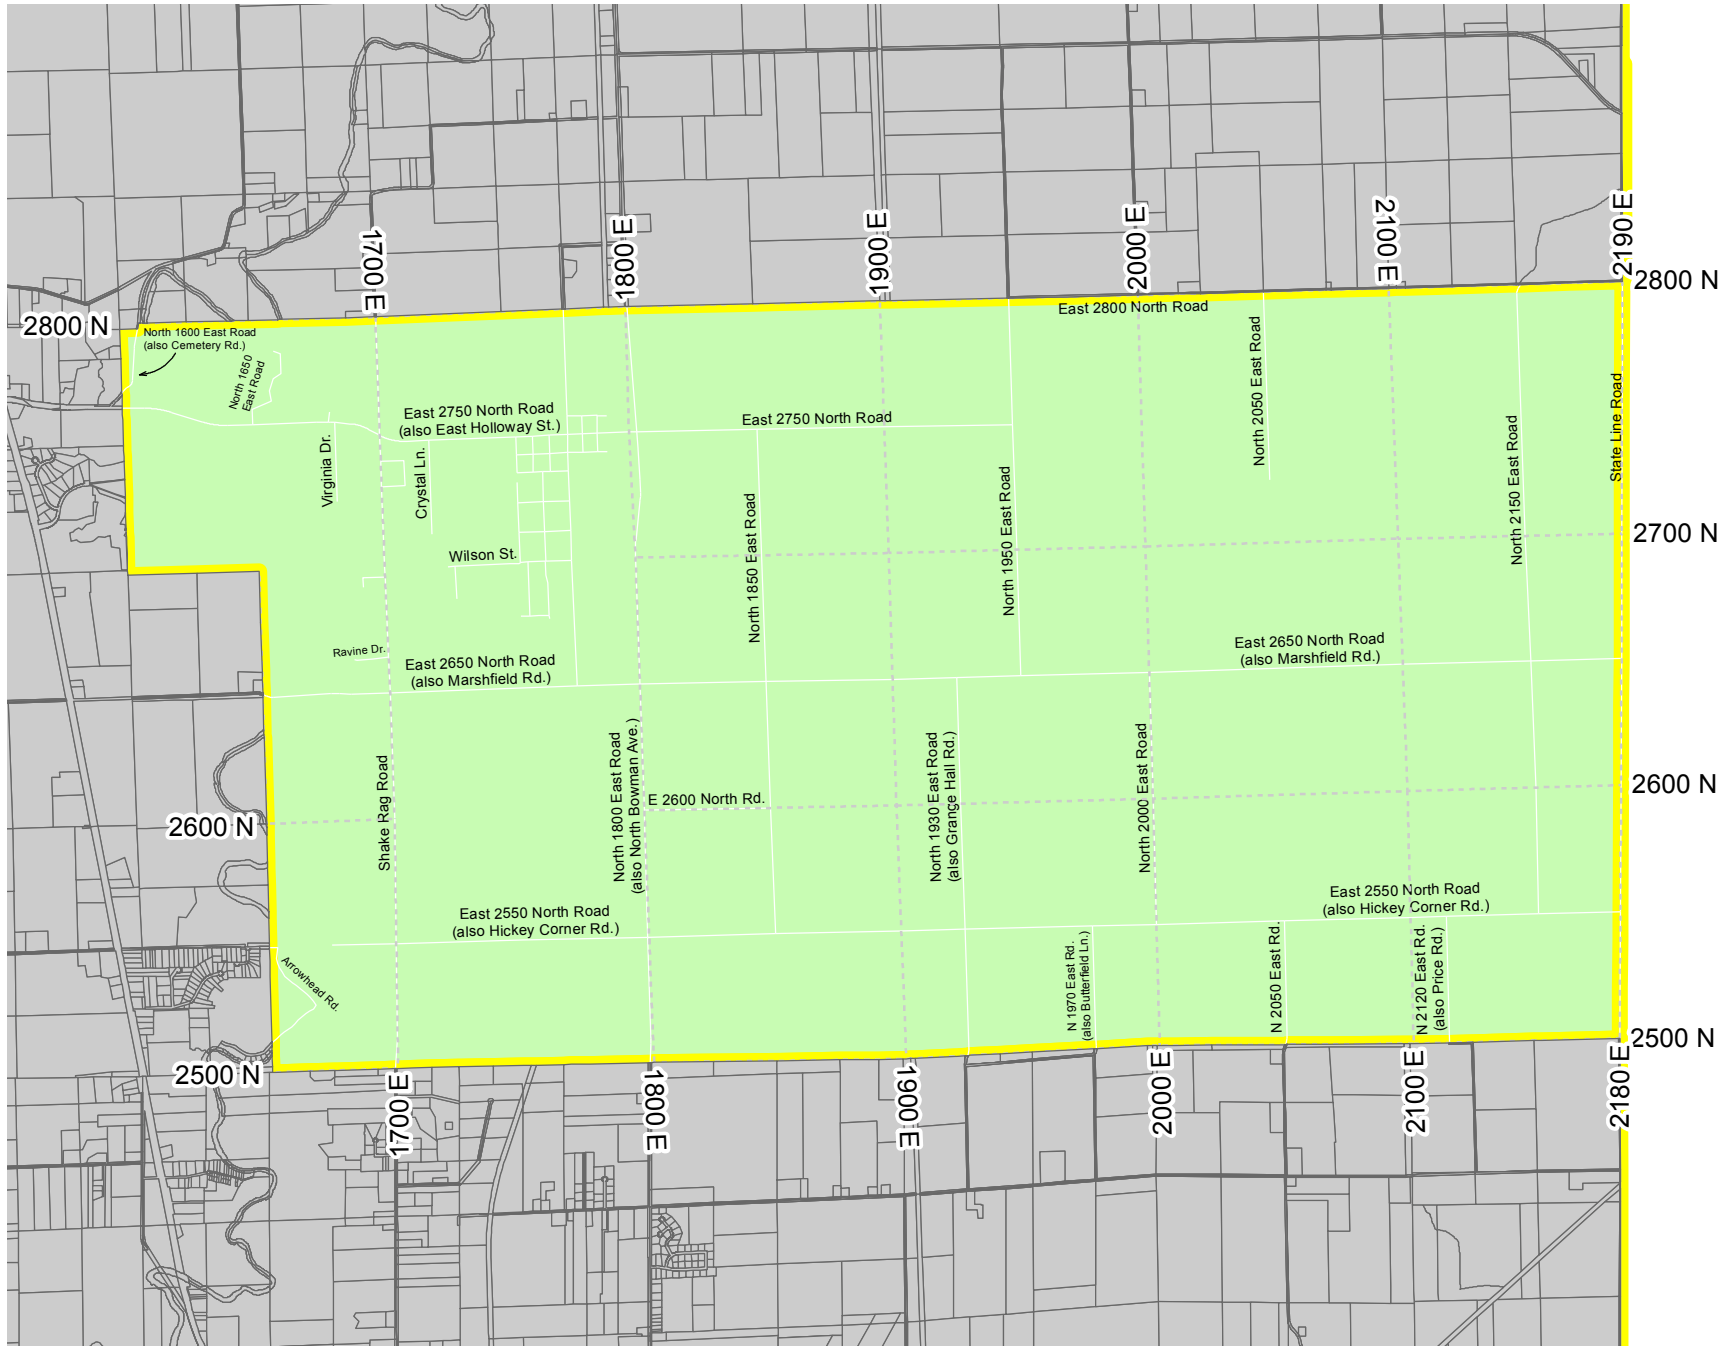 1700 E
1800 E
1900 E
2000 E
2100 E
2190 E
2800 N
2800 N
East 2800 North Road
North 1600 East Road
(also Cemetery Rd.)
North 1650
East Road
East 2750 North Road
(also East Holloway St.)
East 2750 North Road
North 2050 East Road
State Line Road
Virginia Dr.
Crystal Ln.
North 2150 East Road
North 1850 East Road
North 1950 East Road
2700 N
Wilson St.
Ravine Dr.
East 2650 North Road
(also Marshfield Rd.)
East 2650 North Road
(also Marshfield Rd.)
Shake Rag Road
North 1800 East Road
(also North Bowman Ave.)
North 1930 East Road
(also Grange Hall Rd.)
North 2000 East Road
2600 N
E 2600 North Rd.
2600 N
East 2550 North Road
(also Hickey Corner Rd.)
East 2550 North Road
(also Hickey Corner Rd.)
Arrowhead Rd.
N 1970 East Rd.
(also Butterfield Ln.)
N 2050 East Rd.
N 2120 East Rd.
(also Price Rd.)
2500 N
2500 N
1700 E
1800 E
1900 E
2000 E
2100 E
2180 E